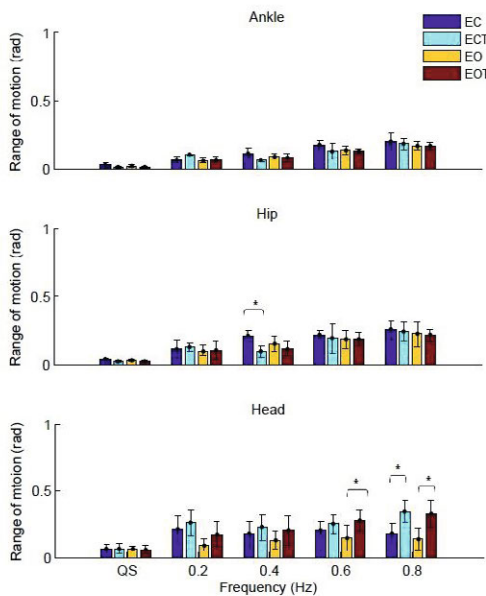 Ankle
EC
ECT
EO
EOT
Range of motion (rad)
1
0.5
0
Hip
Range of motion (rad)
1
0.5
0
*
Head
Range of mtoion (rad)
1
0.5
0
* * *
QS 0.2 0.4 0.6 0.8
Frequency (Hz)